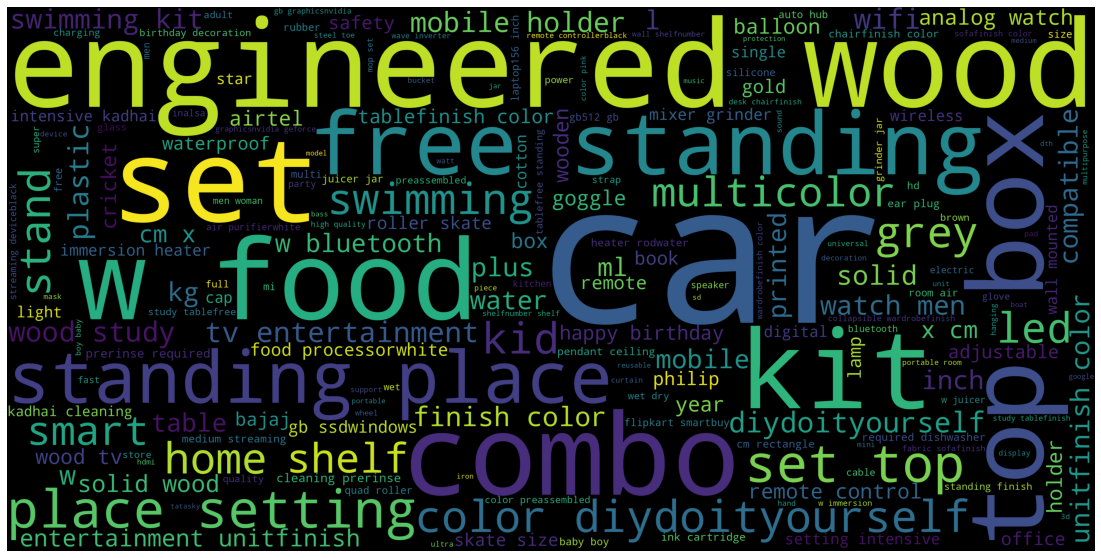 swimming kit
adult
gb graphicsnvidia
rubber
safety
mobile holder
l
wifi
analog watch
auto hub
balloon
chairfinish color
sofafinish color
medium
size
charging
birthday decoration
steel toe
wave inverter
remote controllerblack
wall shelfnumber
protection
single
men
mop set
laptop156 inch
engineered wood
star
bucket
power
jar
color pink
music
silicone
gold
desk chairfinish
intensive kadhai
inalsa
airtel
tablefinish color
mixer grinder
gb512 gb
wireless
super
device
glass
graphicsnvidia geforce
waterproof
free standing
wooden
sound
grinder jar
dth
multipurpose
free
plastic
cricket
set
model
watt
multi
party
juicer jar
preassembled
cotton
tablefree standing
strap
hd
ear plug
men woman
bass
swimming
goggle
multicolor
brown
compatible
stand
air purifierwhite
high quality
roller skate
universal
pad
top box
streaming deviceblack
immersion heater
cm x
w bluetooth
box
heater rodwater
book
wardrobefinish color
printed
grey
decoration
wall mounted
mask
w food
car
full
mi
plus
ml
remote
speaker
sd
solid
electric
unit
kg
cap
piece
kitchen
water
room air
glove
boat
light
study tablefree
shelfnumber shelf
watch men
collapsible wardrobefinish
hanging
boy baby
wood study
tv entertainment
kid
happy birthday
digital
bluetooth
x cm
led
prerinse required
food processorwhite
pendant ceiling
reusable
mobile
lamp
portable room
adjustable
google
unitfinish color
standing place
fast
support
portable
wheel
wet
curtain
wet dry
philip
kit
inch
w juicer
study tablefinish
kadhai cleaning
table
bajaj
finish color
year
flipkart smartbuy
diydoityourself
required dishwasher
smart
medium streaming
gb ssdwindows
combo
cm rectangle
mini
fabric sofafinish
display
wood tv
store
hdmi
home shelf
cleaning prerinse
set top
cable
standing finish
holder
w
solid wood
quality
quad roller
iron
remote control
place setting
tatasky
color preassembled
color diydoityourself
hand
w immersion
3d
entertainment unitfinish
ultra
skate size
baby boy
ink cartridge
setting intensive
office